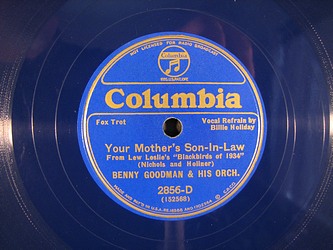 NOT LICENSED FOR RADIO BROADCAST
Columbia
Fox Trot
Vocal Refrain by
Billie Holiday
Your Mother's Son-In-Law
From Lew Leslie's "Blackbirds of 1934"
(Nichols and Holiner)
BENNY GOODMAN & HIS ORCH.
2856-D
(152568)